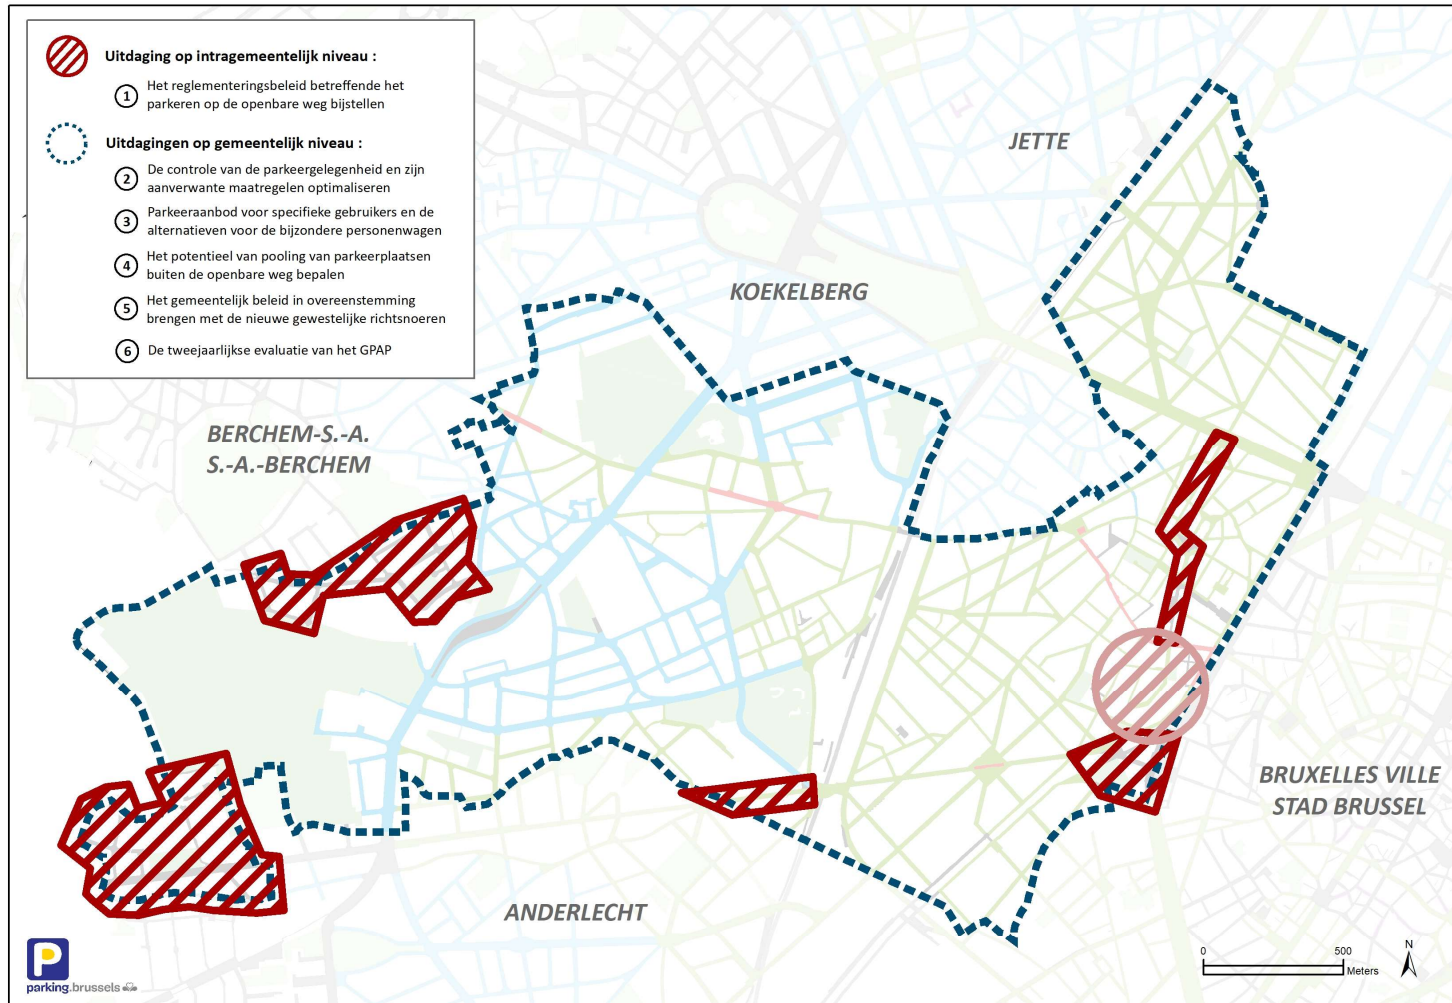 Uitdaging op intragemeentelijk niveau :
1
Het reglementeringsbeleid betreffende het
parkeren op de openbare weg bijstellen
Uitdagingen op gemeentelijk niveau :
2
De controle van de parkeergelegenheid en zijn
aanverwante maatregelen optimaliseren
3
Parkeeraanbod voor specifieke gebruikers en de
alternatieven voor de bijzondere personenwagen
4
Het potentieel van pooling van parkeerplaatsen
buiten de openbare weg bepalen
5
Het gemeentelijk beleid in overeenstemming
brengen met de nieuwe gewestelijke richtsnoeren
6
De tweejaarlijkse evaluatie van het GPAP
JETTE
KOEKELBERG
BERCHEM-S.-A.
S.-A.-BERCHEM
BRUXELLES VILLE
STAD BRUSSEL
ANDERLECHT
P
parking.brussels
0 500
Meters
N